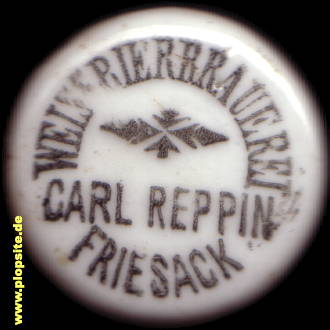 WEISSBIERBRAUEREI
CARL REPPIN
FRIESACK
www.plopsite.de